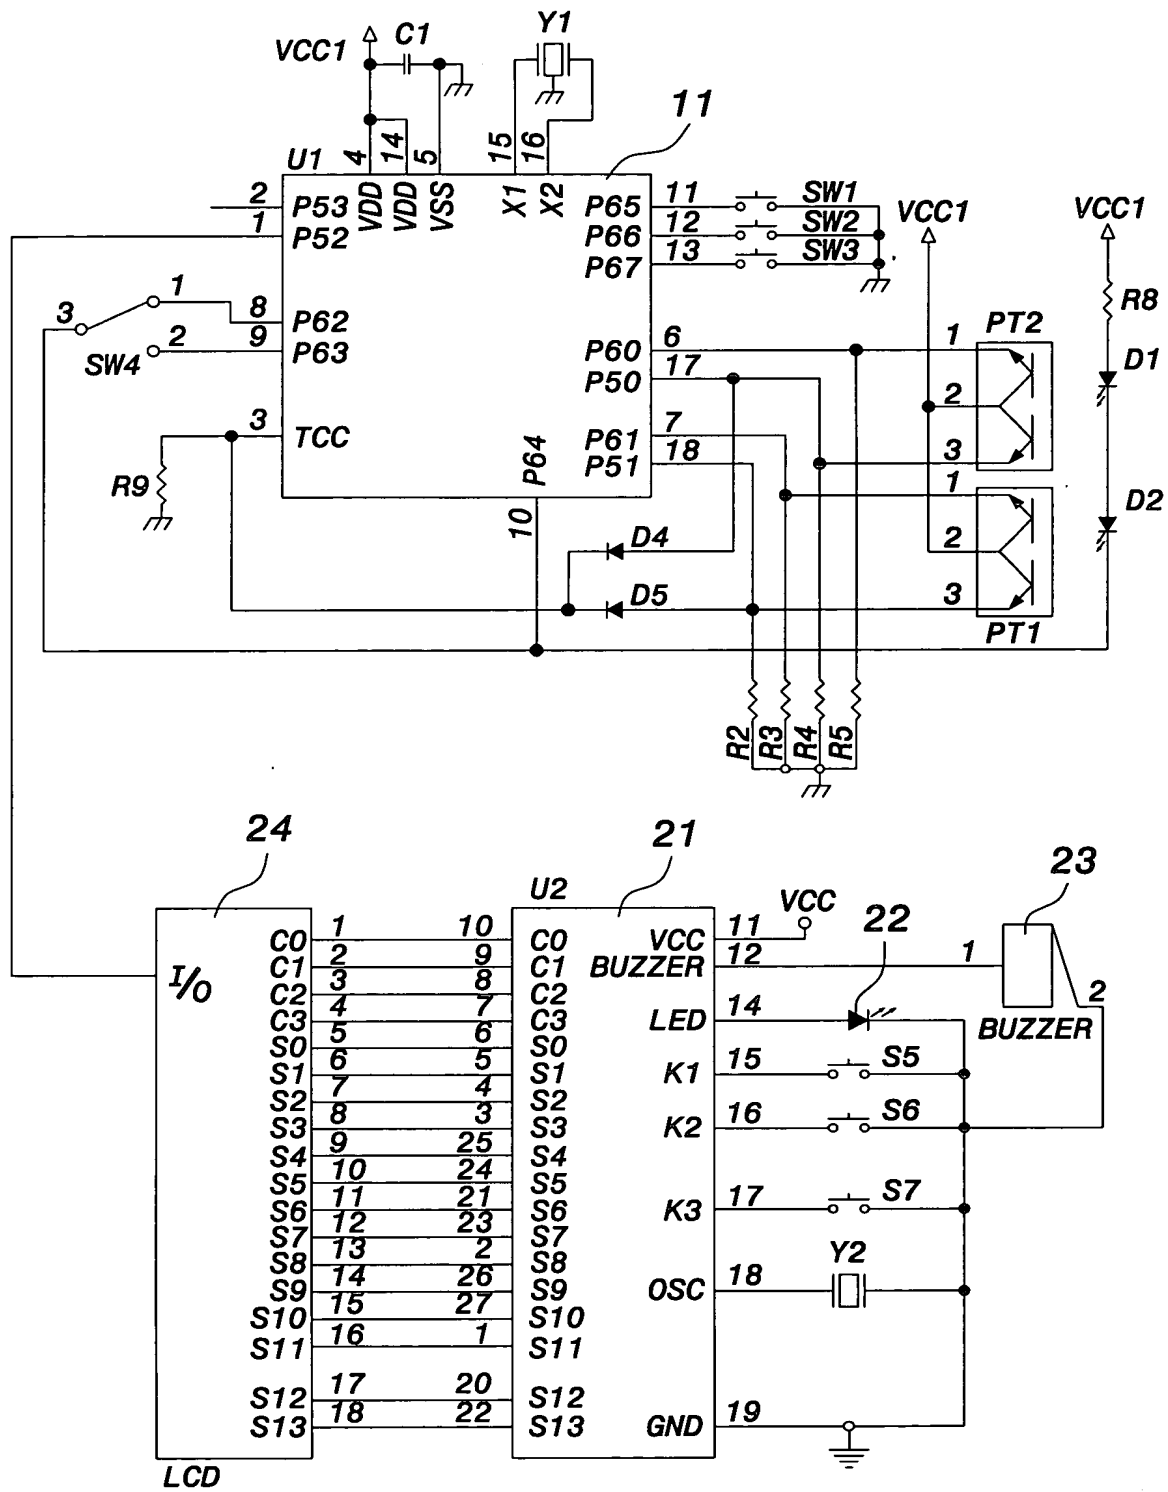 VCC1 C1 Y1
11
4 14 5 15 16
U1
VDD VDD VSS X1 X2
2 P53 P65 11 SW1
1 P52 P66 12 SW2
P67 13 SW3
VCC1 VCC1
3 1 8 P62
2 9 P63
SW4
P60 6 1 PT2
P50 17 2
R8
D1
3 TCC P61 7
P51 18 3
R9 P64 10
1
2
3
PT1
D2
D4
D5
R2 R3 R4 R5
24 21 23
U2
VCC 22
I/O
LCD
C0 1 10 C0 VCC 11
C1 2 9 C1 BUZZER 12 1
C2 3 8 C2 2
C3 4 7 C3 LED 14 BUZZER
S0 5 6 S0
S1 6 5 S1 K1 15 S5
S2 7 4 S2
S3 8 3 S3 K2 16 S6
S4 9 25 S4
S5 10 24 S5
S6 11 21 S6 K3 17 S7
S7 12 23 S7
S8 13 2 S8 Y2
S9 14 26 S9 OSC 18
S10 15 27 S10
S11 16 1 S11
S12 17 20 S12
S13 18 22 S13 GND 19